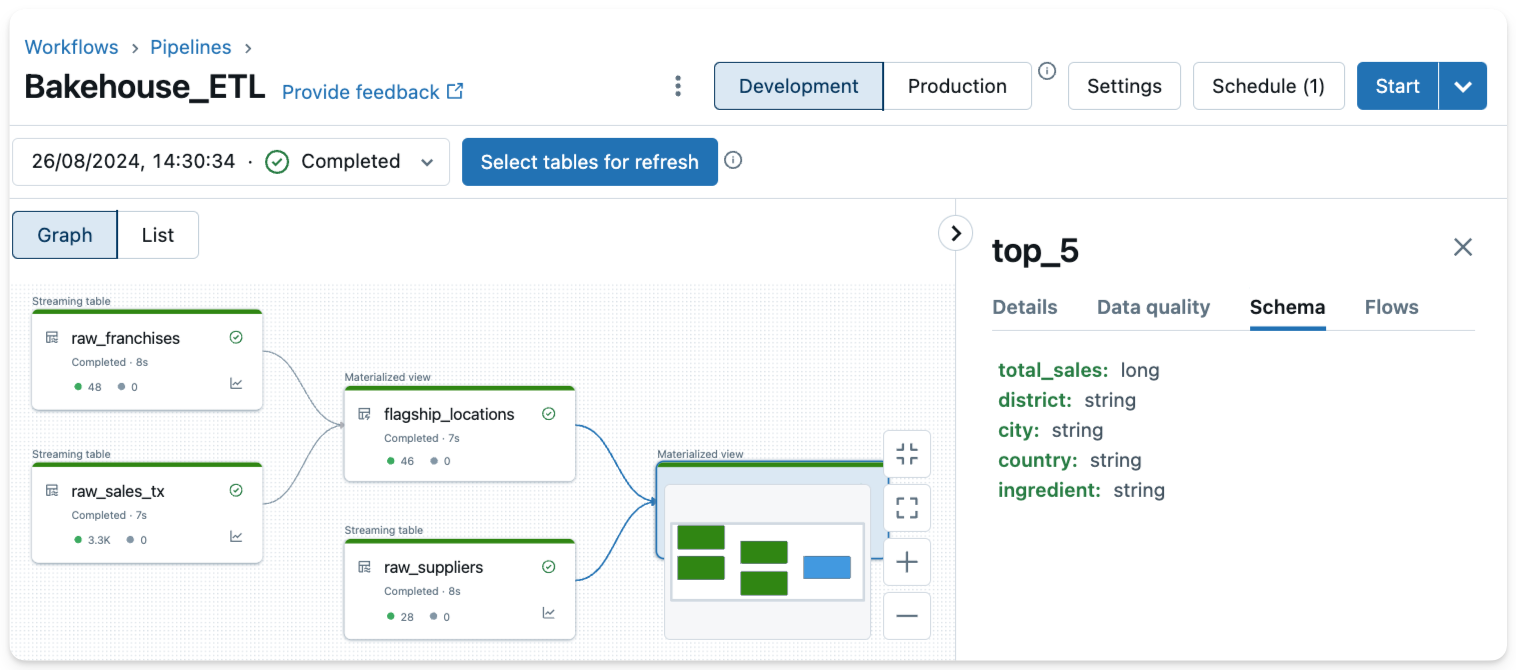 Workflows › Pipelines ›
Bakehouse_ETL Provide feedback
Development Production Settings Schedule (1) Start
26/08/2024, 14:30:34 · Completed
Select tables for refresh
Graph List
Streaming table
raw_franchises
Completed · 8s
48 0
Streaming table
raw_sales_tx
Completed · 7s
3.3K 0
Materialized view
flagship_locations
Completed · 7s
46 0
Streaming table
raw_suppliers
Completed · 8s
28 0
Materialized view
top_5
Details Data quality Schema Flows
total_sales: long
district: string
city: string
country: string
ingredient: string